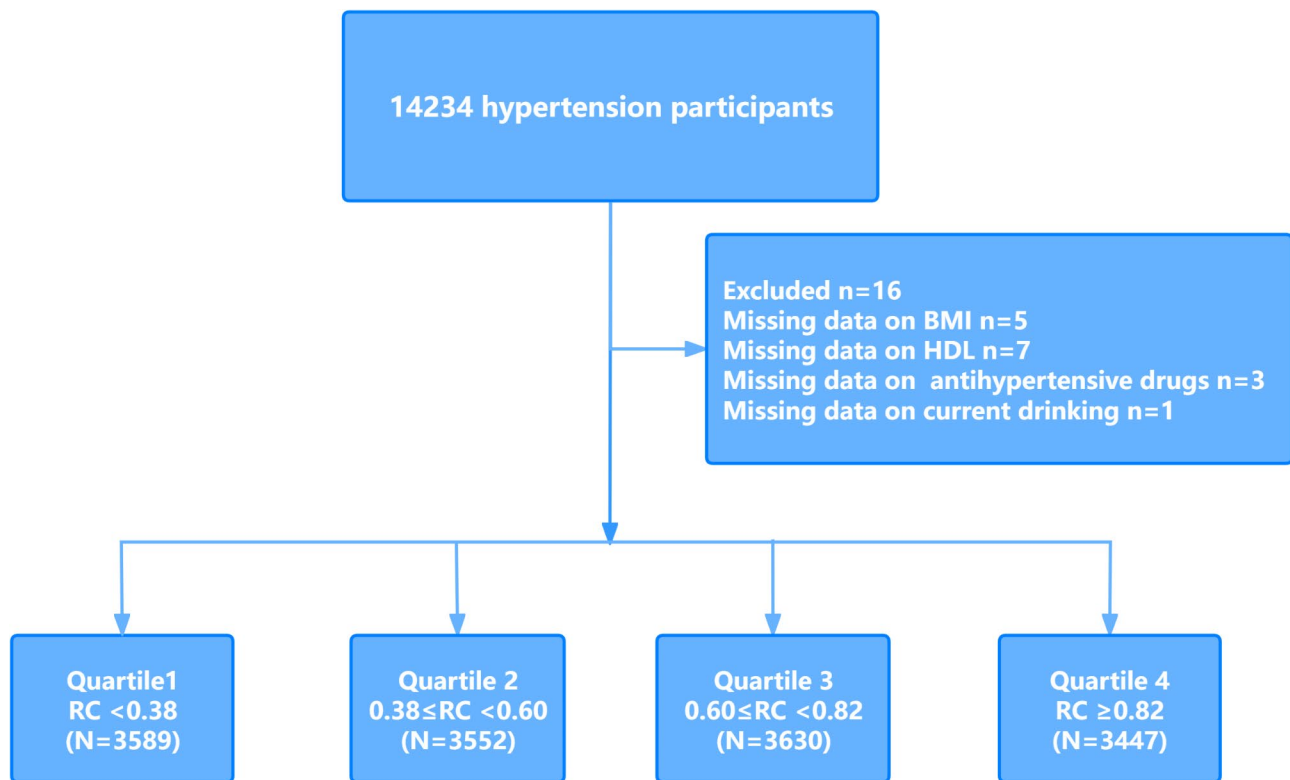 14234 hypertension participants
Excluded n=16
Missing data on BMI n=5
Missing data on HDL n=7
Missing data on  antihypertensive drugs n=3
Missing data on current drinking n=1
Quartile1
RC <0.38
(N=3589)
Quartile 2
0.38≤RC <0.60
(N=3552)
Quartile 3
0.60≤RC <0.82
(N=3630)
Quartile 4
RC ≥0.82
(N=3447)